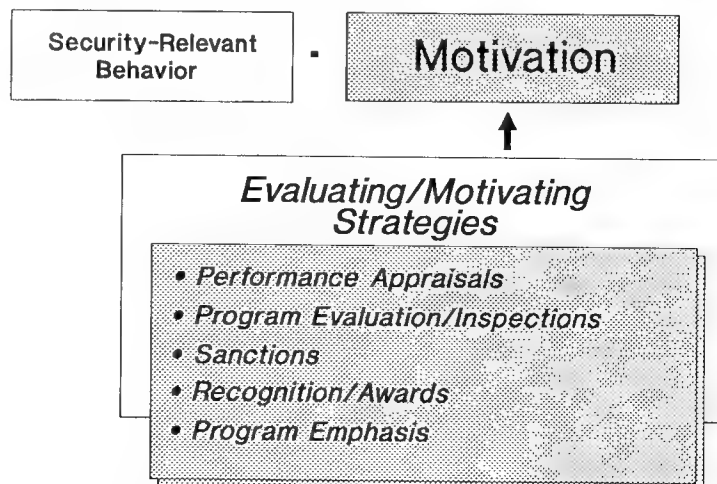 Security-Relevant
Behavior
Motivation
Evaluating/Motivating
Strategies
• Performance Appraisals
• Program Evaluation/Inspections
• Sanctions
• Recognition/Awards
• Program Emphasis